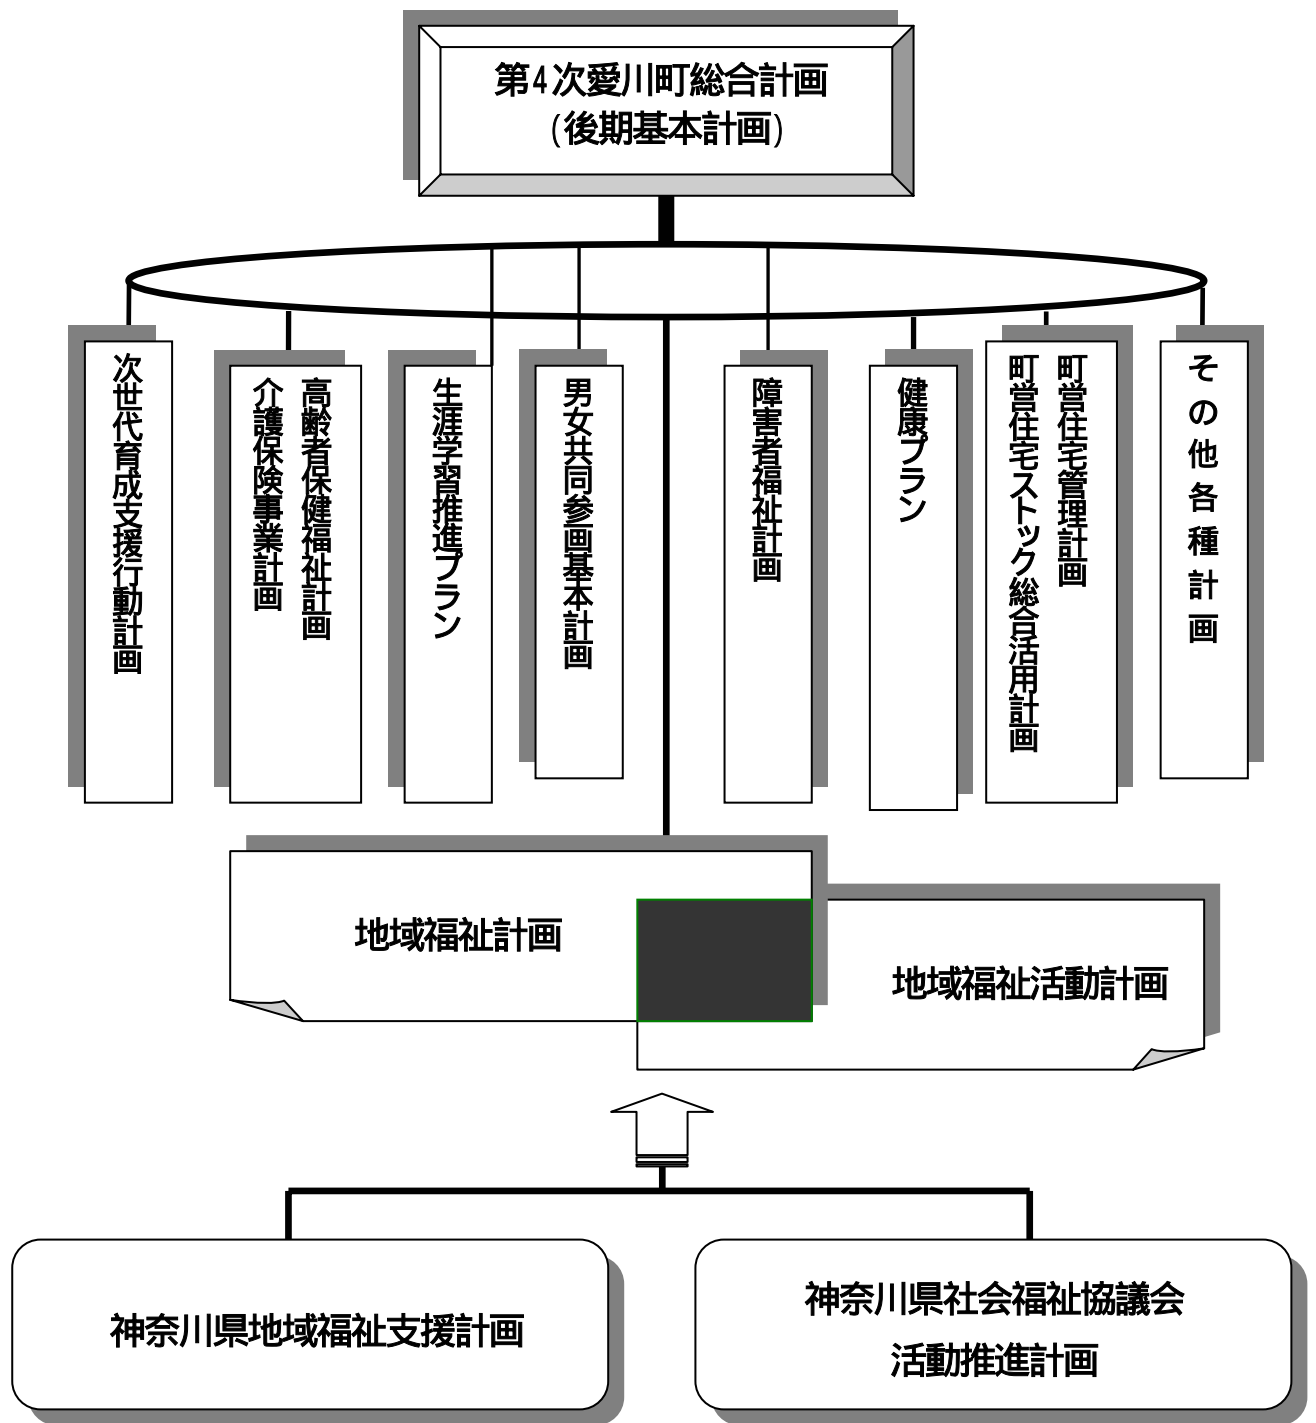 第4次愛川町総合計画
(後期基本計画)
次世代育成支援行動計画
高齢者保健福祉計画
介護保険事業計画
生涯学習推進プラン
男女共同参画基本計画
障害者福祉計画
健康プラン
町営住宅管理計画
町営住宅ストック総合活用計画
その他各種計画
地域福祉計画
地域福祉活動計画
神奈川県地域福祉支援計画
神奈川県社会福祉協議会
活動推進計画